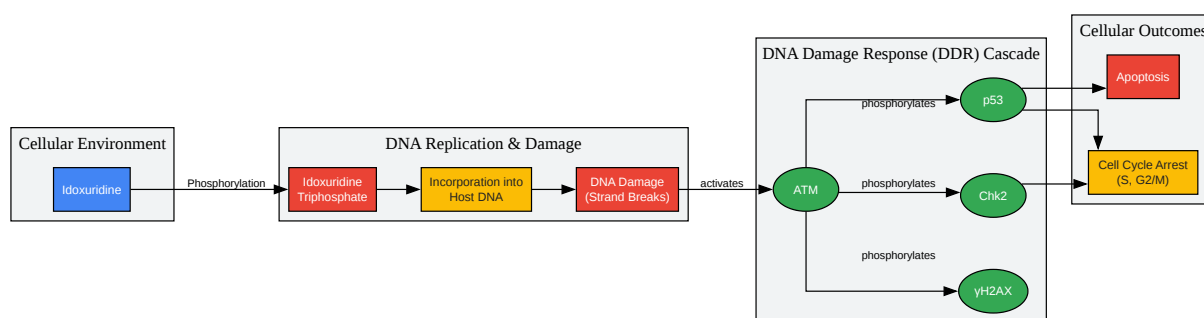 Cellular Environment
Idoxuridine
Phosphorylation
DNA Replication & Damage
Idoxuridine
Triphosphate
Incorporation into
Host DNA
DNA Damage
(Strand Breaks)
activates
DNA Damage Response (DDR) Cascade
ATM
phosphorylates
p53
phosphorylates
Chk2
phosphorylates
γH2AX
Cellular Outcomes
Apoptosis
Cell Cycle Arrest
(S, G2/M)